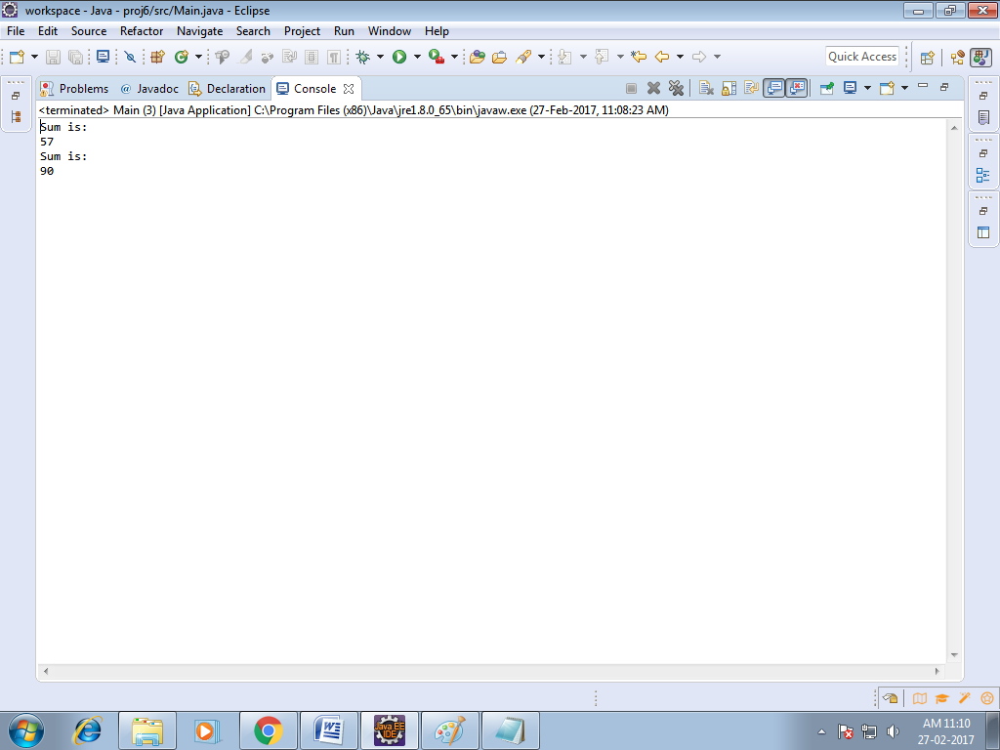 workspace - Java - proj6/src/Main.java - Eclipse
File Edit Source Refactor Navigate Search Project Run Window Help
Quick Access
Problems @ Javadoc Declaration Console
<terminated> Main (3) [Java Application] C:\Program Files (x86)\Java\jre1.8.0_65\bin\javaw.exe (27-Feb-2017, 11:08:23 AM)
Sum is:
57
Sum is:
90
Java EE
IDE
AM 11:10
27-02-2017